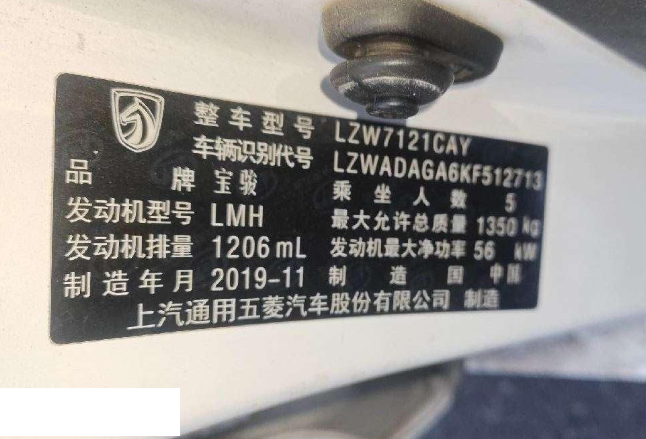 整车型号 LZW7121CAY
车辆识别代号 LZWADAGA6KF512713
品牌 宝骏 乘坐人数 5
发动机型号 LMH 最大允许总质量 1350 kg
发动机排量 1206 mL 发动机最大净功率 56 kW
制造年月 2019-11 制造国 中国
上汽通用五菱汽车股份有限公司 制造